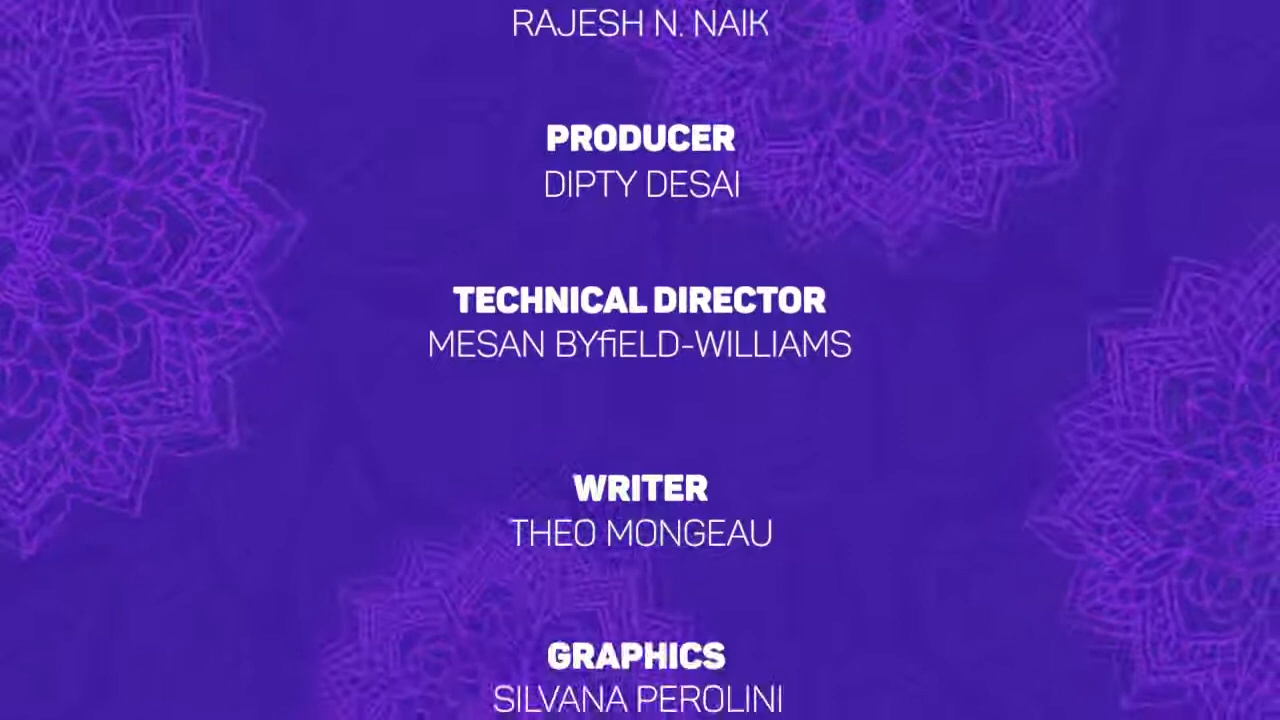 RAJESH N. NAIK
PRODUCER
DIPTY DESAI
TECHNICAL DIRECTOR
MESAN BYfiELD-WILLIAMS
WRITER
THEO MONGEAU
GRAPHICS
SILVANA PEROLINI